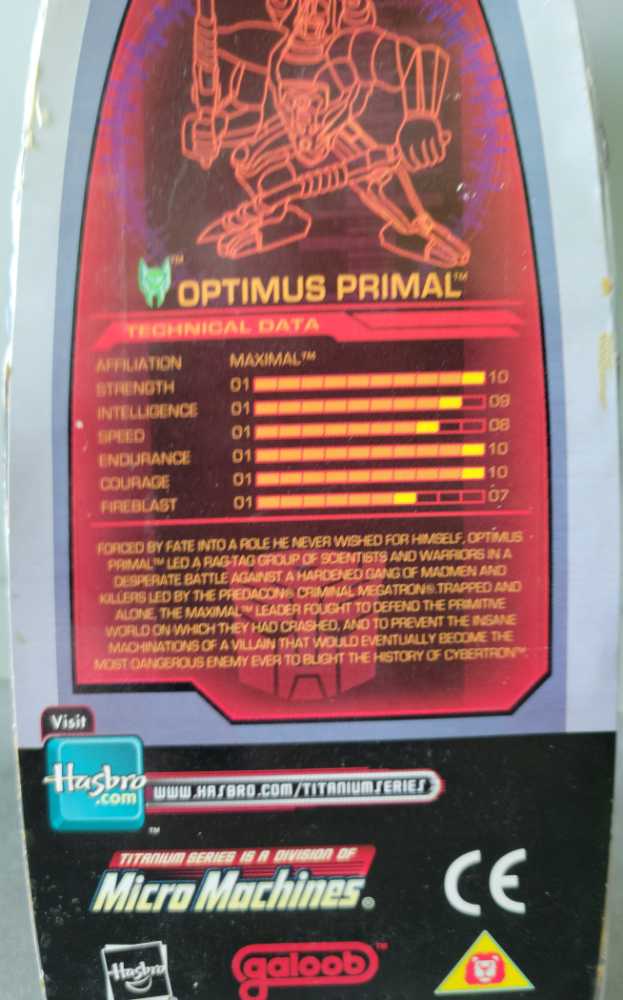 OPTIMUS PRIMAL™
TECHNICAL DATA
AFFILIATION MAXIMAL™
STRENGTH 01 10
INTELLIGENCE 01 09
SPEED 01 08
ENDURANCE 01 10
COURAGE 01 10
FIREBLAST 01 07
FORCED BY FATE INTO A ROLE HE NEVER WISHED FOR HIMSELF, OPTIMUS
PRIMAL™ LED A RAG-TAG GROUP OF SCIENTISTS AND WARRIORS IN A
DESPERATE BATTLE AGAINST A HARDENED GANG OF MADMEN AND
KILLERS LED BY THE PREDACON® CRIMINAL MEGATRON®. TRAPPED AND
ALONE, THE MAXIMAL™ LEADER FOUGHT TO DEFEND THE PRIMITIVE
WORLD ON WHICH THEY HAD CRASHED, AND TO PREVENT THE INSANE
MACHINATIONS OF A VILLAIN THAT WOULD EVENTUALLY BECOME THE
MOST DANGEROUS ENEMY EVER TO BLIGHT THE HISTORY OF CYBERTRON™.
Visit
Hasbro
.com
™
WWW.HASBRO.COM/TITANIUMSERIES
TITANIUM SERIES IS A DIVISION OF
Micro Machines®
CE
Hasbro
galoob™